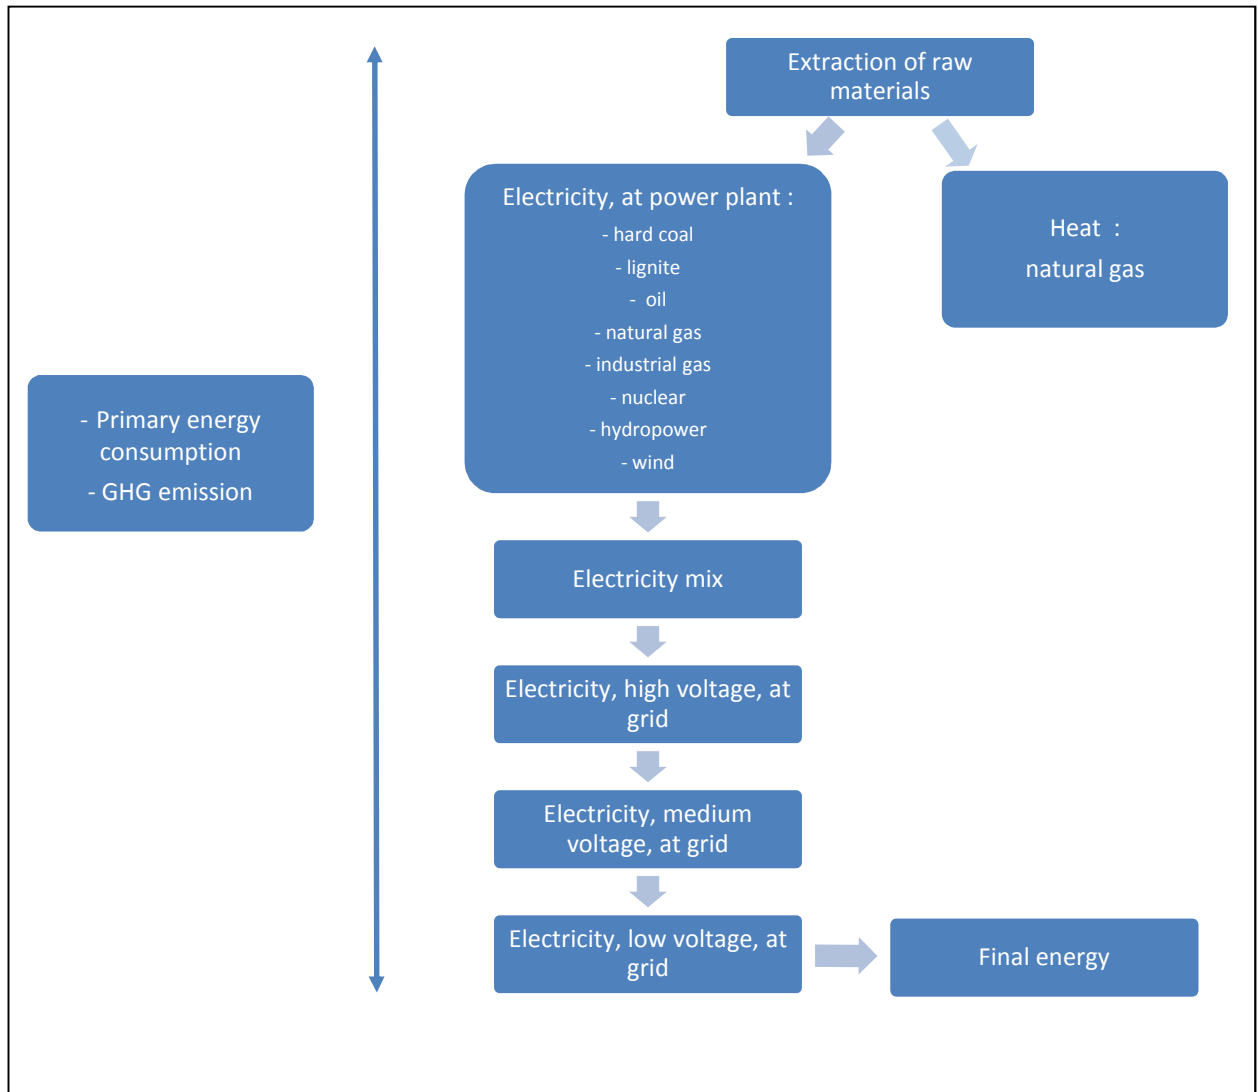 Extraction of raw
materials
Electricity, at power plant :
- hard coal
- lignite
- oil
- natural gas
- industrial gas
- nuclear
- hydropower
- wind
Heat :
natural gas
- Primary energy
consumption
- GHG emission
Electricity mix
Electricity, high voltage, at
grid
Electricity, medium
voltage, at grid
Electricity, low voltage, at
grid
Final energy